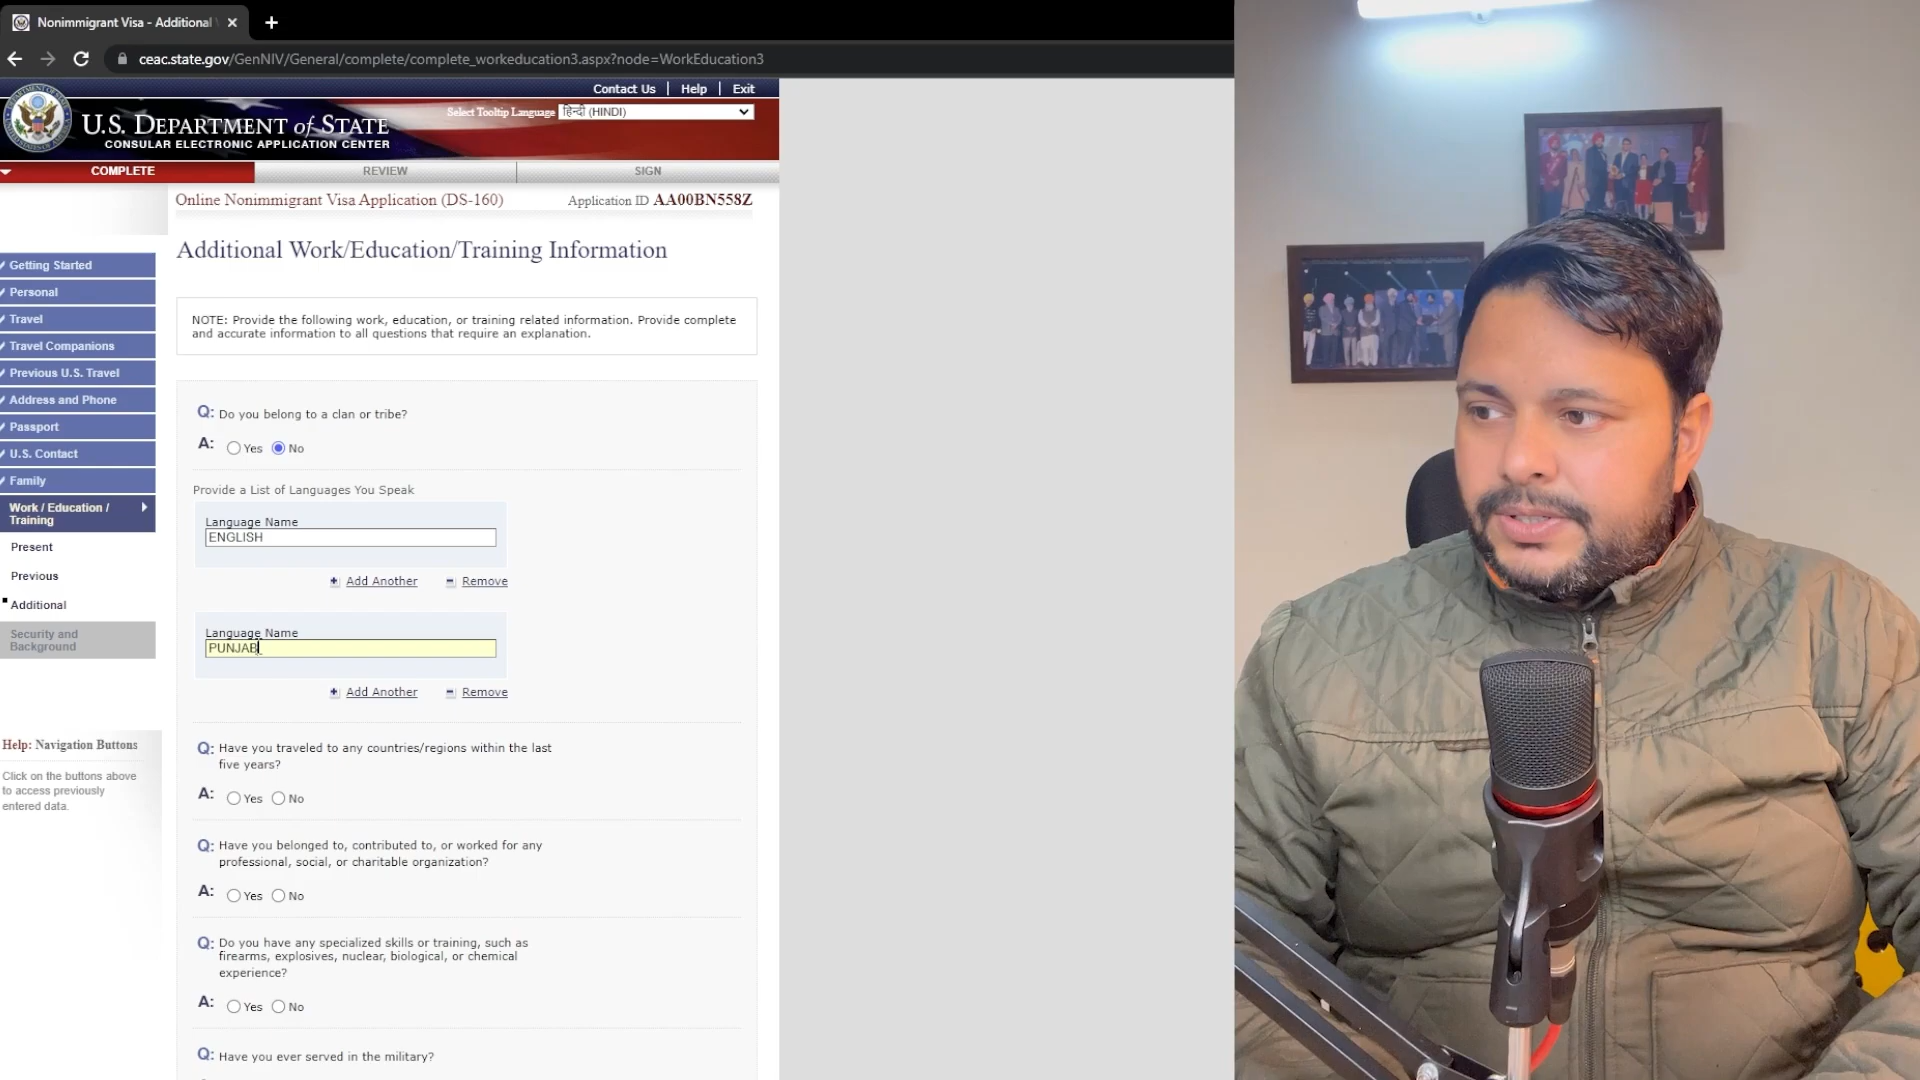 Nonimmigrant Visa - Additional
ceac.state.gov/GenNIV/General/complete/complete_workeducation3.aspx?node=WorkEducation3
Contact Us | Help | Exit
Select Tooltip Language हिन्दी (HINDI)
U.S. DEPARTMENT of STATE
CONSULAR ELECTRONIC APPLICATION CENTER
COMPLETE
REVIEW
SIGN
Online Nonimmigrant Visa Application (DS-160)
Application ID AA00BN558Z
Additional Work/Education/Training Information
NOTE: Provide the following work, education, or training related information. Provide complete
and accurate information to all questions that require an explanation.
Getting Started
Personal
Travel
Travel Companions
Previous U.S. Travel
Address and Phone
Passport
U.S. Contact
Family
Work / Education /
Training
Present
Previous
Additional
Security and
Background
Help: Navigation Buttons
Click on the buttons above
to access previously
entered data.
Q: Do you belong to a clan or tribe?
A: Yes No
Provide a List of Languages You Speak
Language Name
ENGLISH
Add Another Remove
Language Name
PUNJAB
Add Another Remove
Q: Have you traveled to any countries/regions within the last
five years?
A: Yes No
Q: Have you belonged to, contributed to, or worked for any
professional, social, or charitable organization?
A: Yes No
Q: Do you have any specialized skills or training, such as
firearms, explosives, nuclear, biological, or chemical
experience?
A: Yes No
Q: Have you ever served in the military?